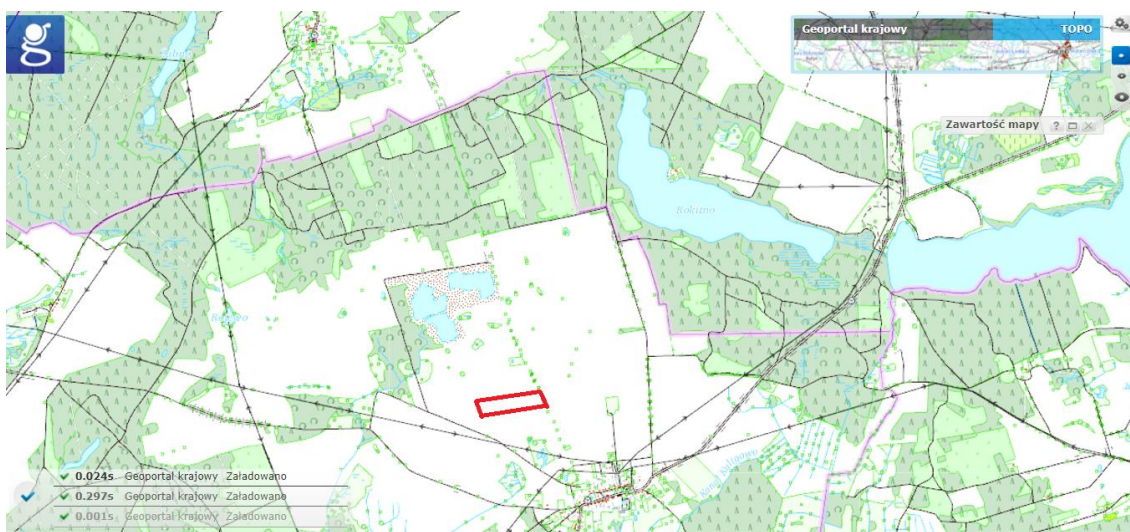 Geoportal krajowy TOPO
Zawartość mapy ?
Rokitno
0.024s Geoportal krajowy Załadowano
0.297s Geoportal krajowy Załadowano
0.001s Geoportal krajowy Załadowano